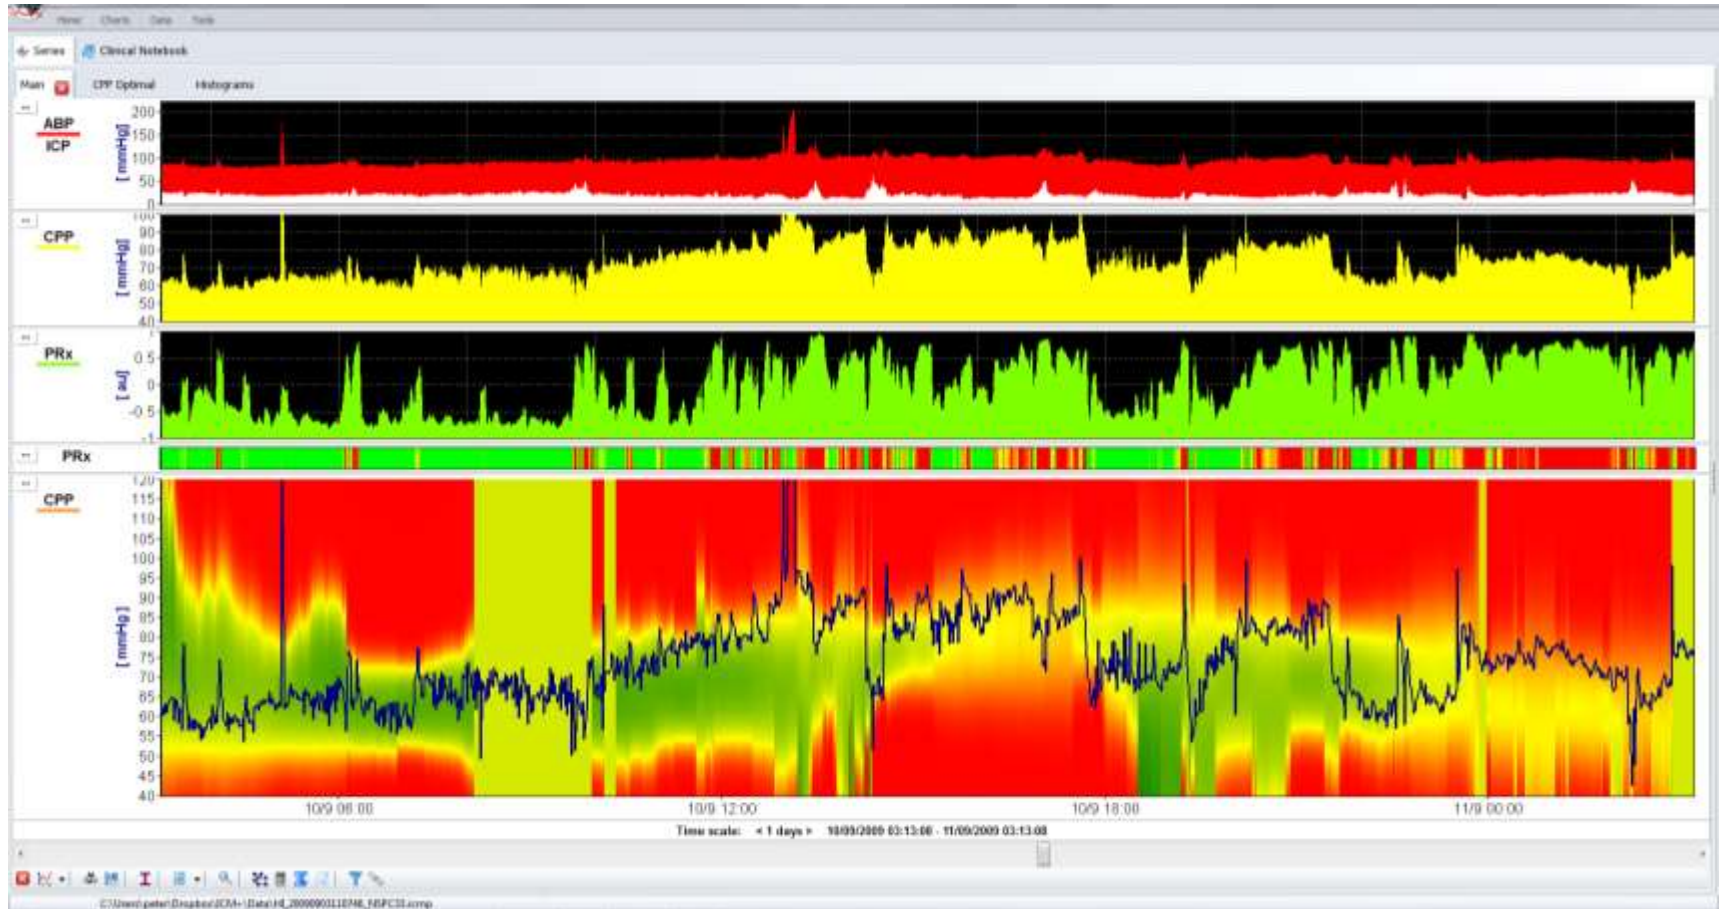 Home Charts Data Tools
Series Clinical Notebook
Main CPP Optimal Histograms
ABP
ICP
[ mmHg]
200
150
100
50
0
CPP
[ mmHg]
100
90
80
70
60
50
40
PRx
[ au]
0.5
0
-0.5
-1
PRx
CPP
[ mmHg]
120
115
110
105
100
95
90
85
80
75
70
65
60
55
50
45
40
10/9 06:00 10/9 12:00 10/9 18:00 11/9 00:00
Time scale: < 1 days > 10/09/2009 03:13:08 - 11/09/2009 03:13:08